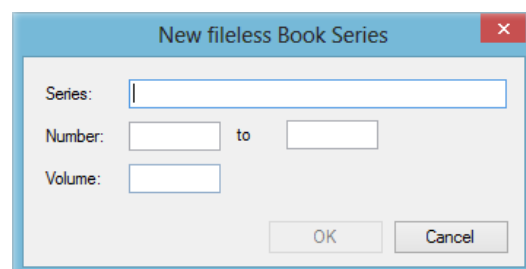 New fileless Book Series
Series:
Number: to
Volume:
OK Cancel